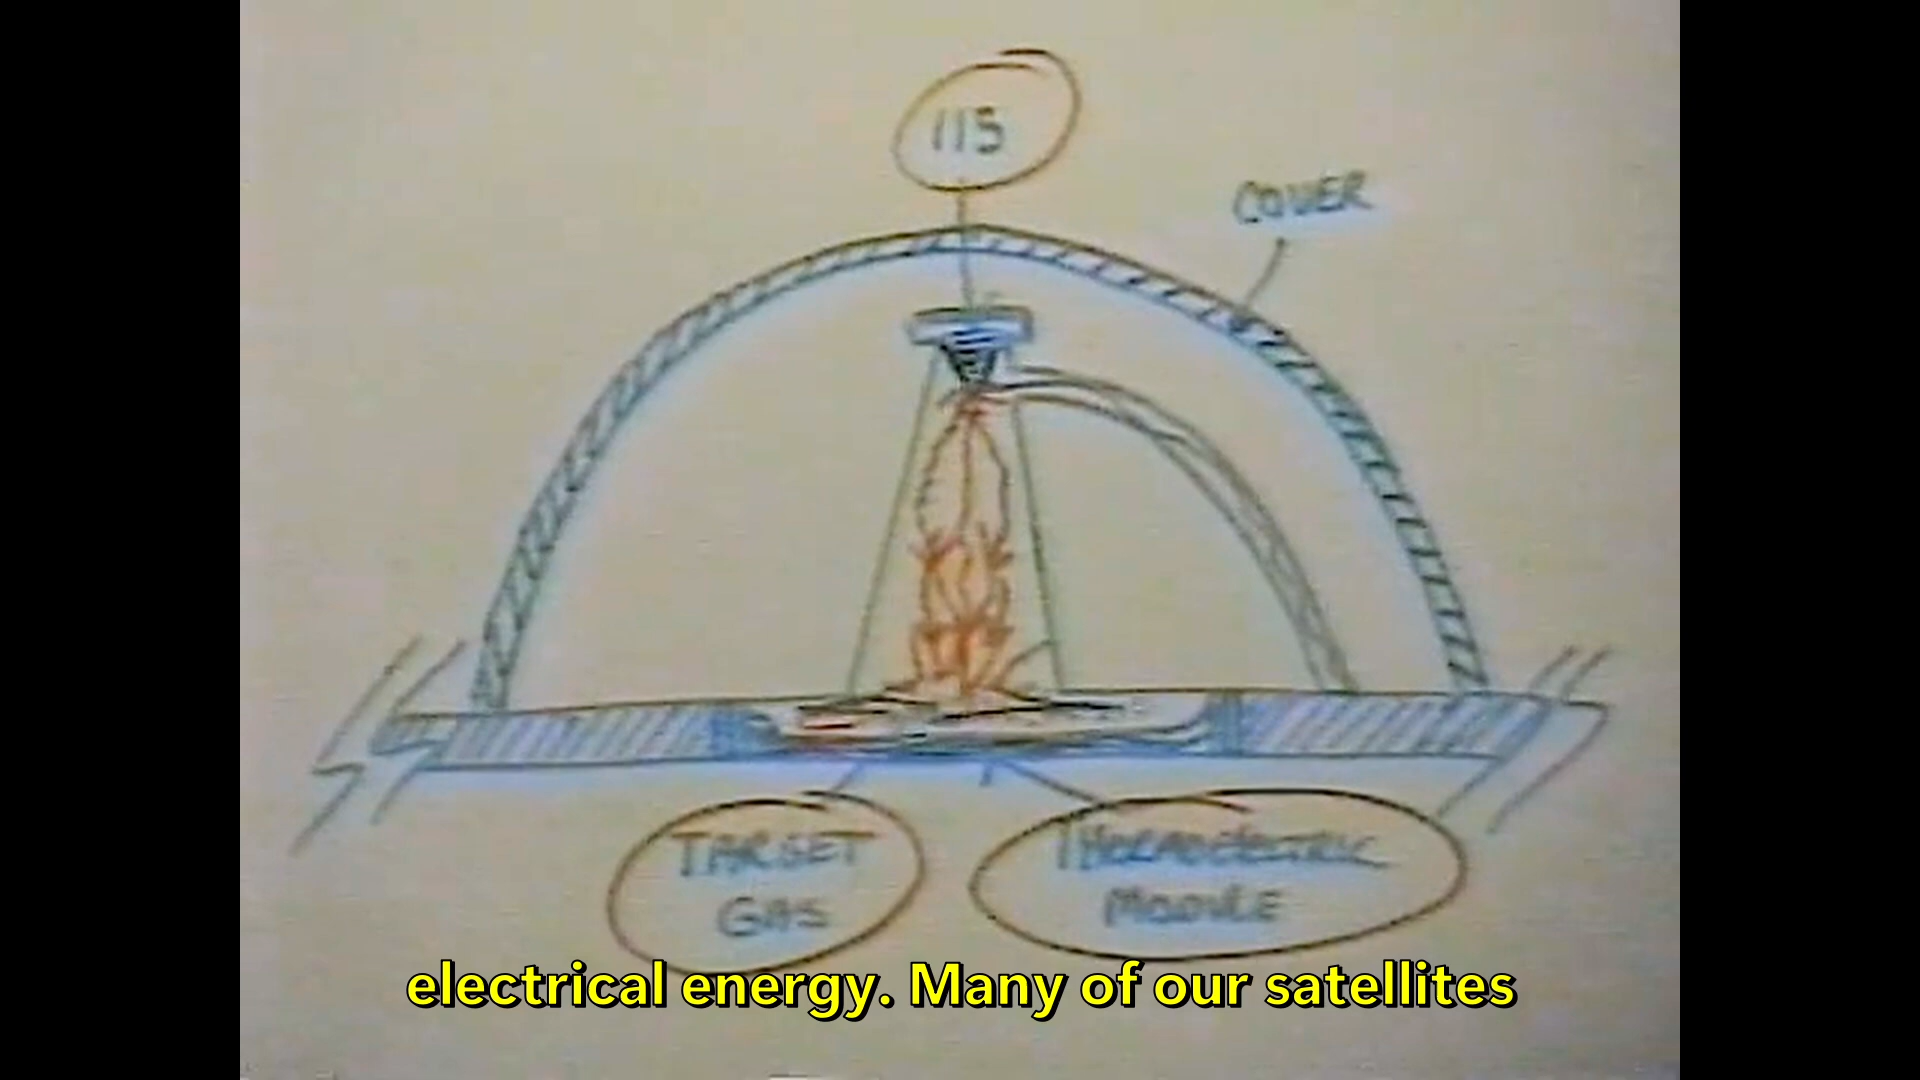 115
COVER
TARGET
GAS
THERMOELECTRIC
MODULE
electrical energy. Many of our satellites